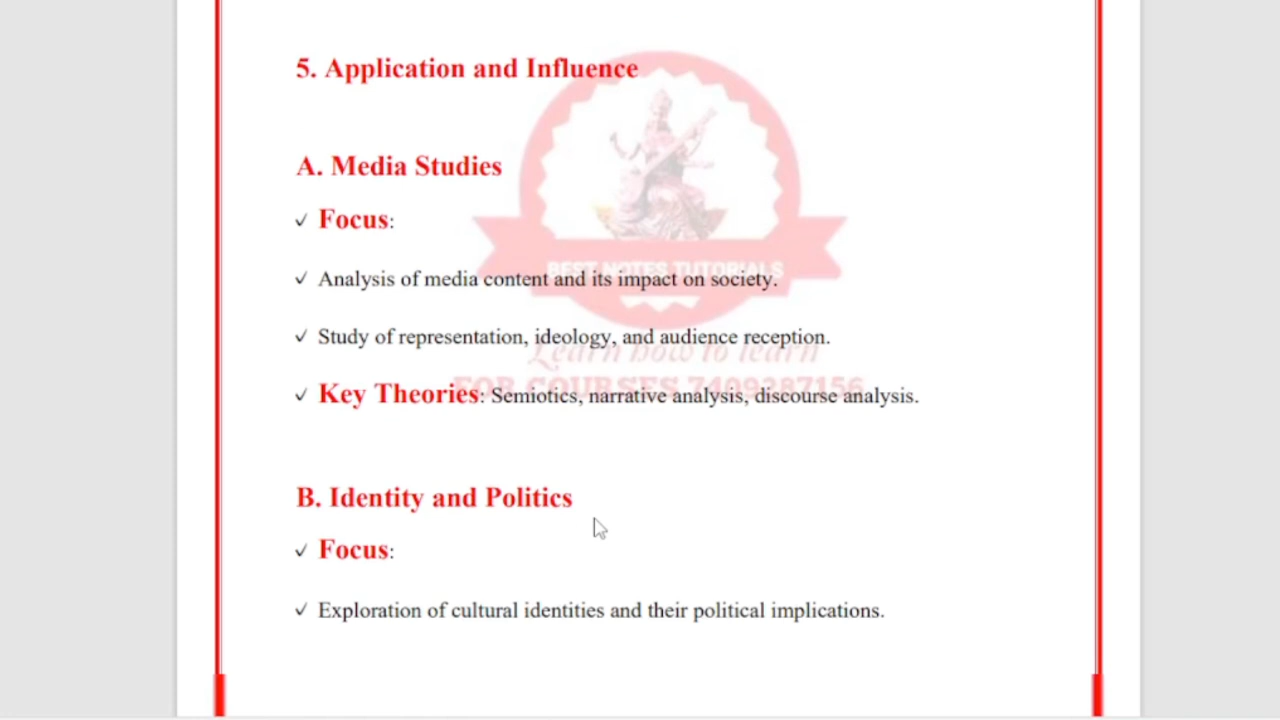 5. Application and Influence
A. Media Studies
✓ Focus:
✓ Analysis of media content and its impact on society.
BEST NOTES TUTORIALS
✓ Study of representation, ideology, and audience reception.
Learn how to learn
FOR COURSES 7409287156
✓ Key Theories: Semiotics, narrative analysis, discourse analysis.
B. Identity and Politics
✓ Focus:
✓ Exploration of cultural identities and their political implications.